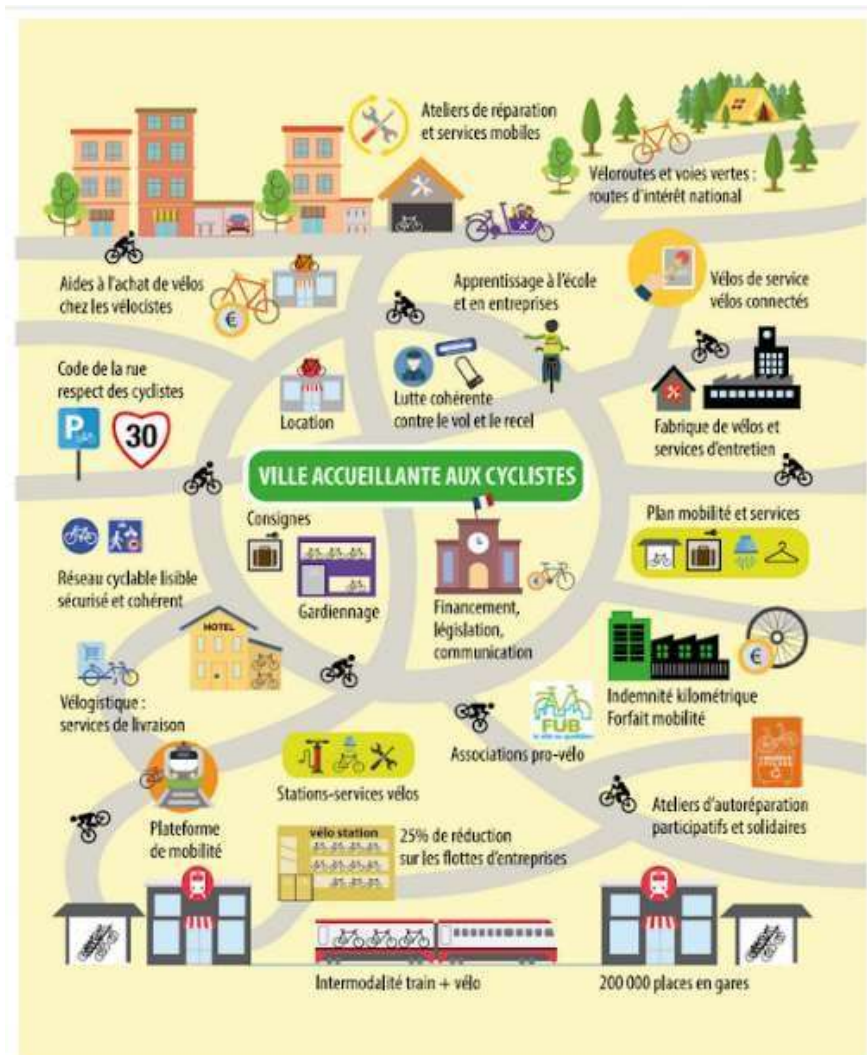 Ateliers de réparation
et services mobiles
Véloroutes et voies vertes :
routes d'intérêt national
Aides à l'achat de vélos
chez les vélocistes
€
Apprentissage à l'école
et en entreprises
Vélos de service
vélos connectés
Code de la rue
respect des cyclistes
P
30
Location
Lutte cohérente
contre le vol et le recel
Fabrique de vélos et
services d'entretien
VILLE ACCUEILLANTE AUX CYCLISTES
Consignes
Gardiennage
Financement,
législation,
communication
Plan mobilité et services
Réseau cyclable lisible
sécurisé et cohérent
HOTEL
Vélogistique :
services de livraison
€
Indemnité kilométrique
Forfait mobilité
FUB
Associations pro-vélo
Stations-services vélos
Ateliers d'autoréparation
participatifs et solidaires
Plateforme
de mobilité
vélo station
25% de réduction
sur les flottes d'entreprises
Intermodalité train + vélo
200 000 places en gares